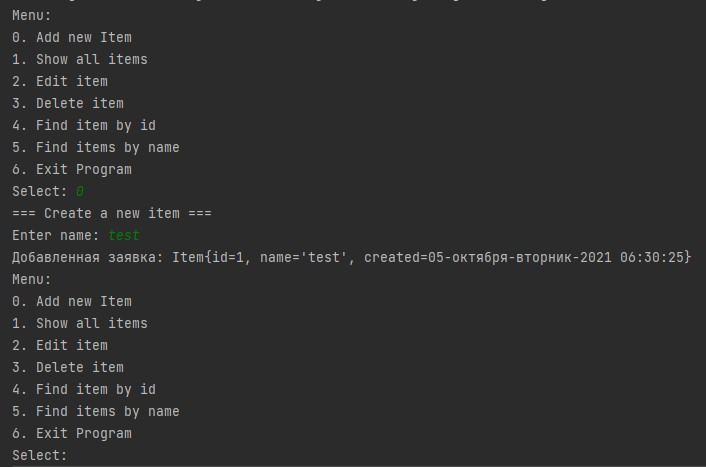 Menu:
0. Add new Item
1. Show all items
2. Edit item
3. Delete item
4. Find item by id
5. Find items by name
6. Exit Program
Select: 0
=== Create a new item ===
Enter name: test
Добавленная заявка: Item{id=1, name='test', created=05-октября-вторник-2021 06:30:25}
Menu:
0. Add new Item
1. Show all items
2. Edit item
3. Delete item
4. Find item by id
5. Find items by name
6. Exit Program
Select: